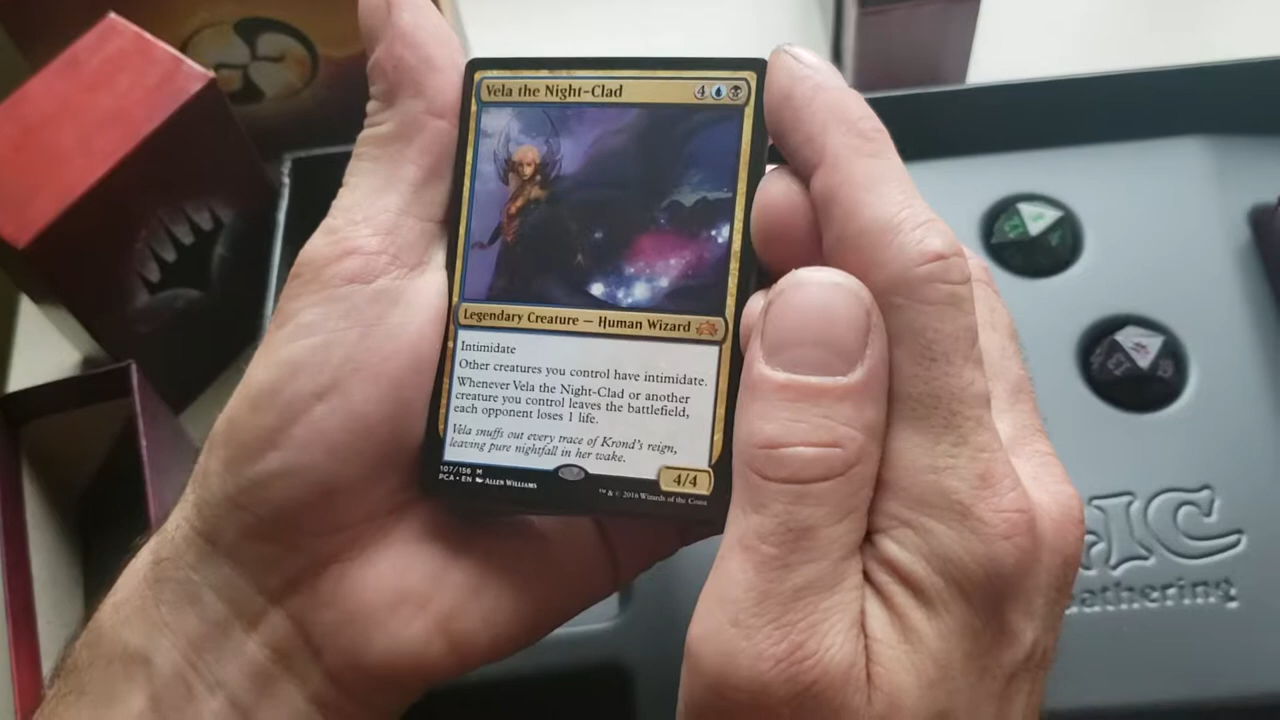 Vela the Night-Clad
4
Legendary Creature — Human Wizard
Intimidate
Other creatures you control have intimidate.
Whenever Vela the Night-Clad or another
creature you control leaves the battlefield,
each opponent loses 1 life.
Vela snuffs out every trace of Krond's reign,
leaving pure nightfall in her wake.
4/4
107/156 M
PCA • EN ALLEN WILLIAMS
™ & © 2016 Wizards of the Coast
13
IC
athering